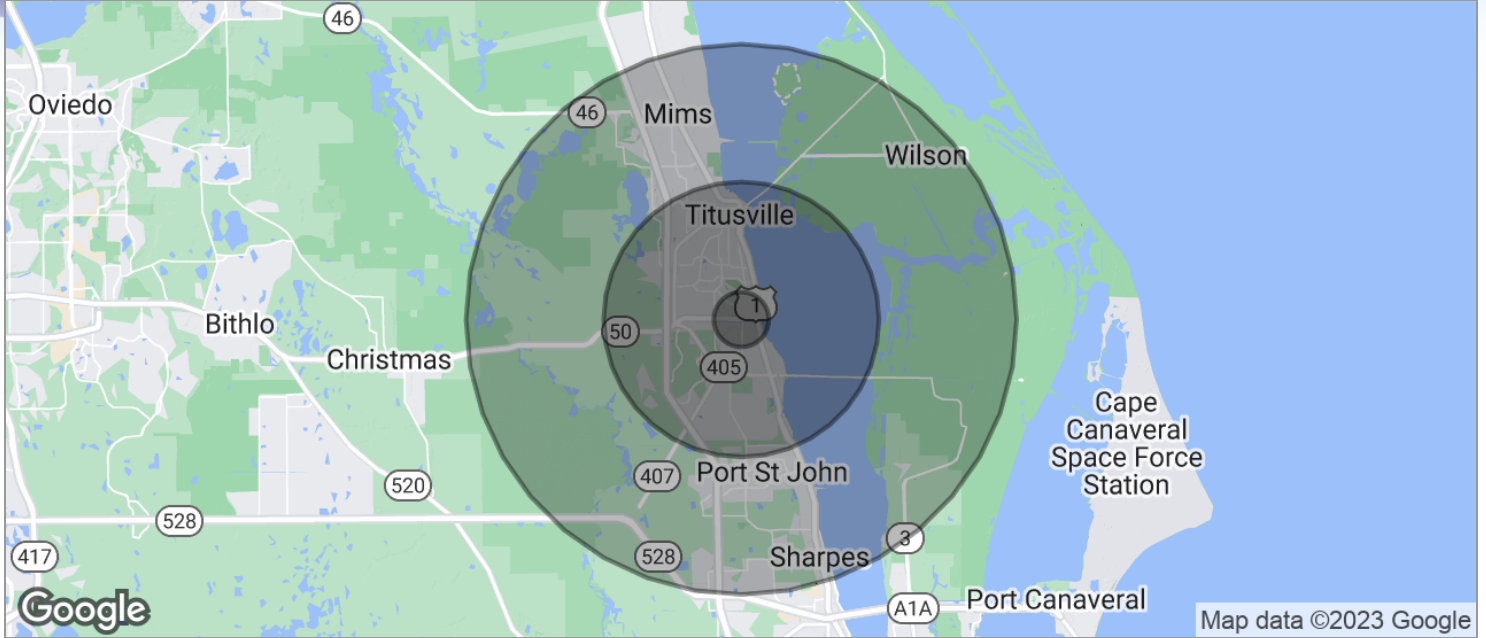 46
Oviedo
46
Mims
Wilson
Titusville
1
Bithlo
50
Christmas
405
Cape
Canaveral
Space Force
Station
407
Port St John
520
528
417
528
Sharpes
3
Google
A1A
Port Canaveral
Map data ©2023 Google